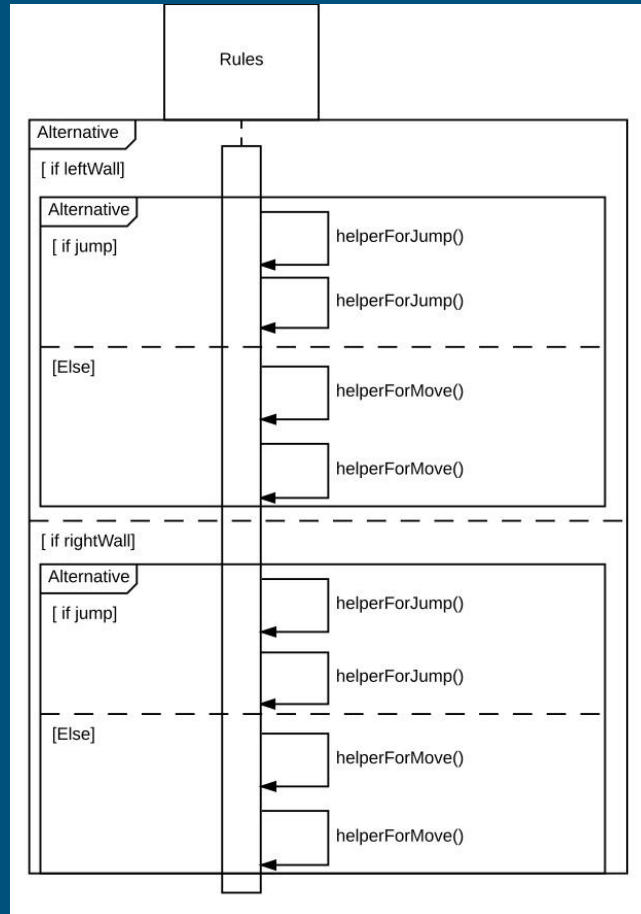 Rules
Alternative
[ if leftWall]
Alternative
[ if jump]
helperForJump()
helperForJump()
[Else]
helperForMove()
helperForMove()
[ if rightWall]
Alternative
[ if jump]
helperForJump()
helperForJump()
[Else]
helperForMove()
helperForMove()